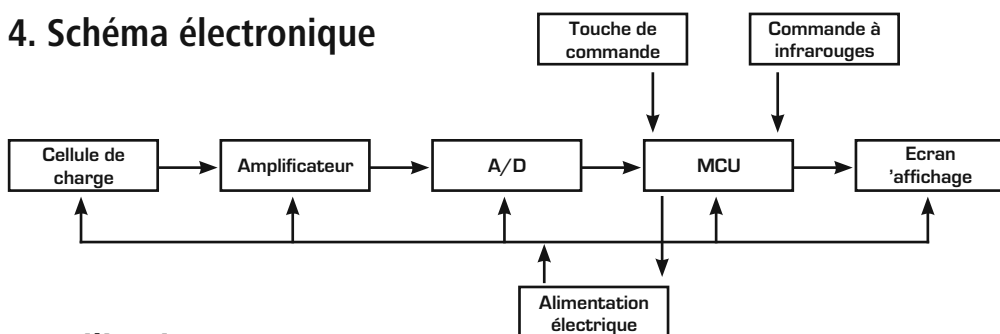 4. Schéma électronique
Touche de
commande
Commande à
infrarouges
Cellule de
charge
Amplificateur
A/D
MCU
Ecran
'affichage
Alimentation
électrique